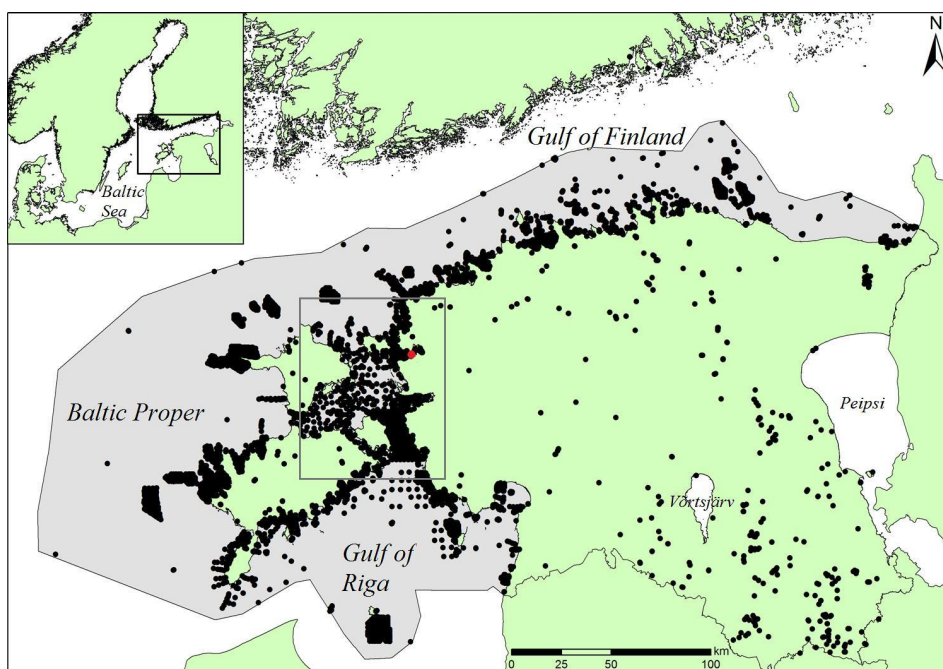 N
Gulf of Finland
Baltic
Sea
Baltic Proper
Peipsi
Võrtsjärv
Gulf of
Riga
0 25 50 100
km